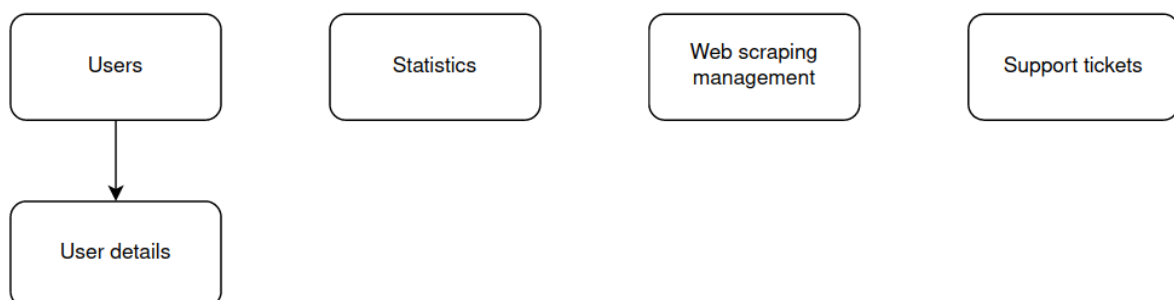 Users
Statistics
Web scraping
management
Support tickets
User details